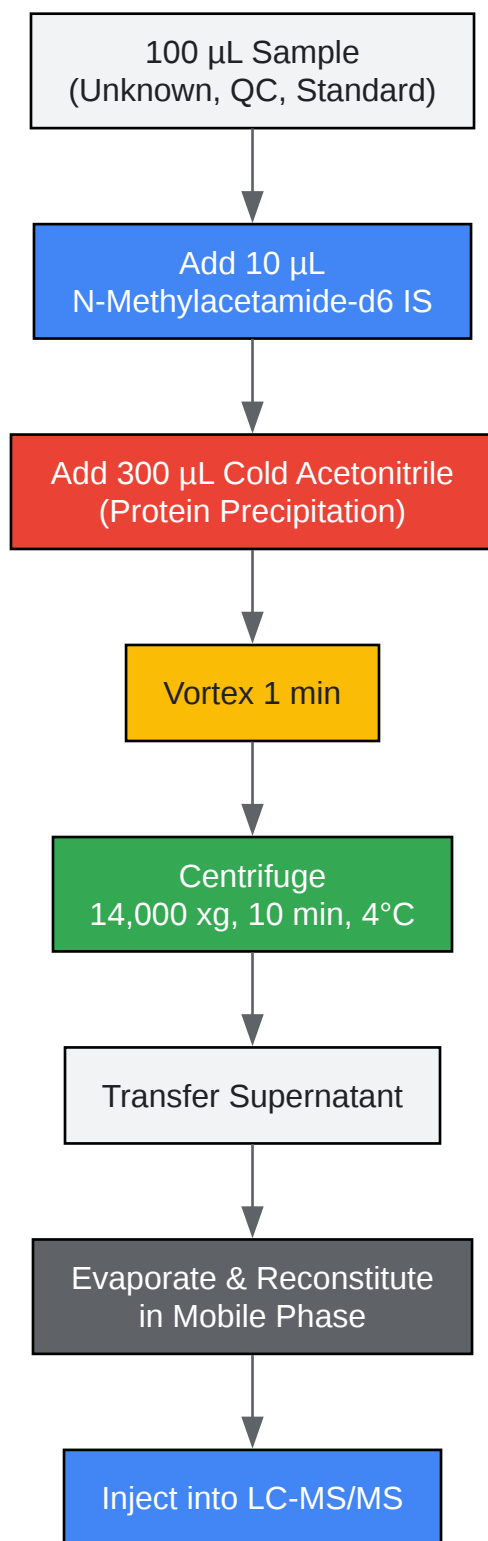 100 µL Sample
(Unknown, QC, Standard)
Add 10 µL
N-Methylacetamide-d6 IS
Add 300 µL Cold Acetonitrile
(Protein Precipitation)
Vortex 1 min
Centrifuge
14,000 xg, 10 min, 4°C
Transfer Supernatant
Evaporate & Reconstitute
in Mobile Phase
Inject into LC-MS/MS